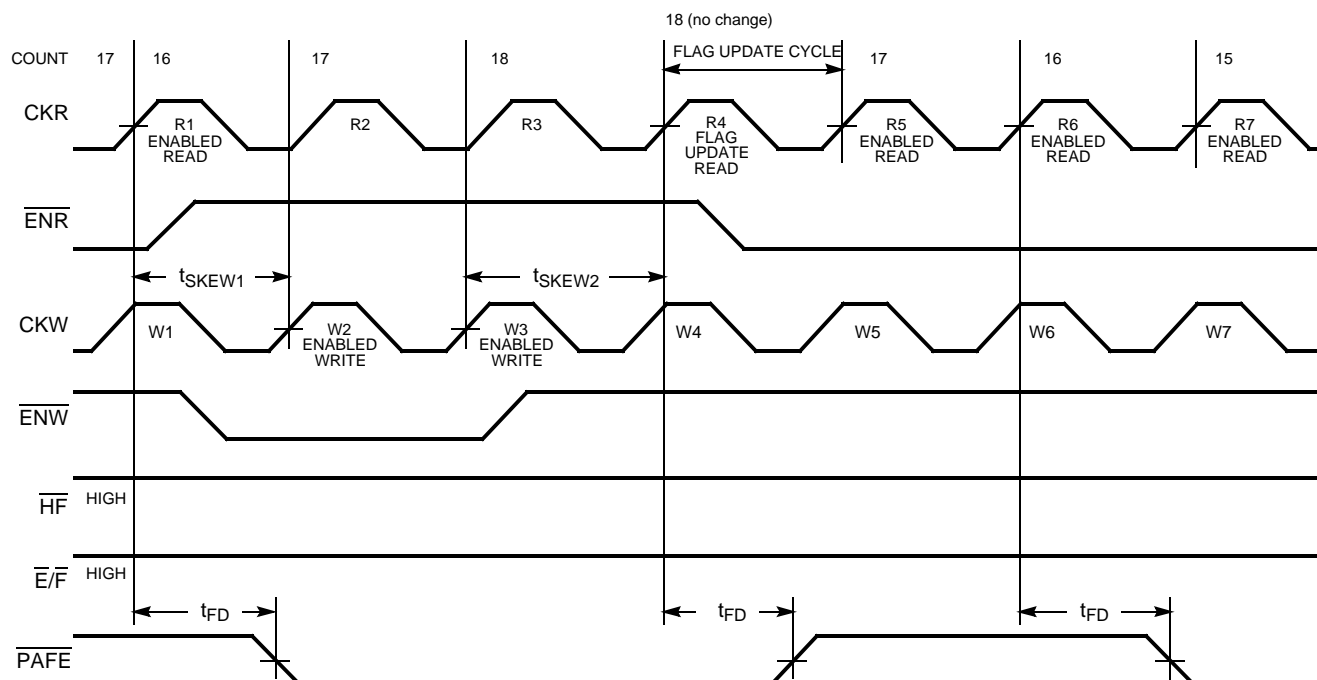 18 (no change)
COUNT 17 16 17 18 FLAG UPDATE CYCLE 17 16 15
CKR
R1 ENABLED READ
R2
R3
R4 FLAG UPDATE READ
R5 ENABLED READ
R6 ENABLED READ
R7 ENABLED READ
ENR
tSKEW1 tSKEW2
CKW
W1
W2 ENABLED WRITE
W3 ENABLED WRITE
W4
W5
W6
W7
ENW
HF HIGH
E/F HIGH
tFD tFD tFD
PAFE